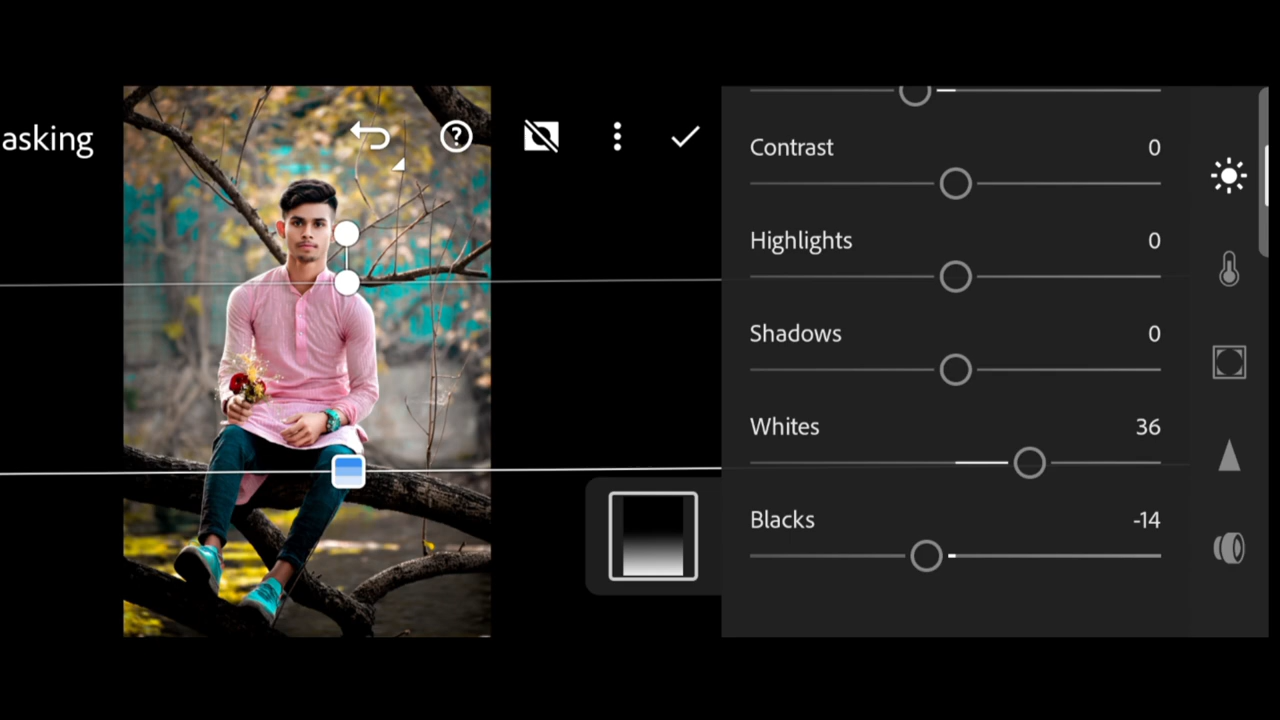 asking
Contrast 0
Highlights 0
Shadows 0
Whites 36
Blacks -14